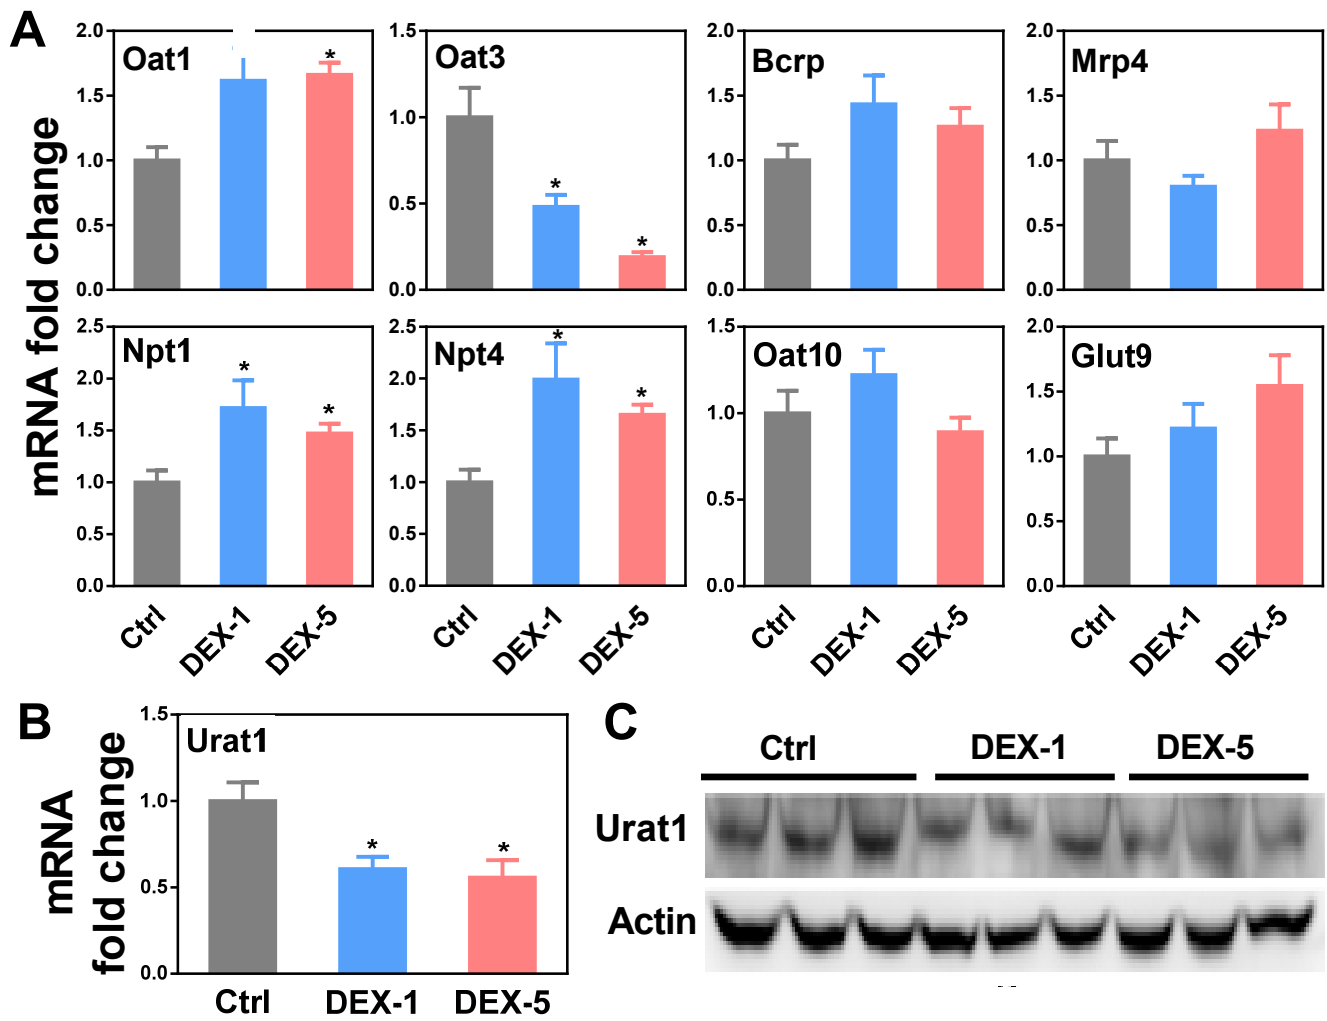 A
mRNA fold change
Oat1
2.0
1.5
1.0
0.5
0.0
*
Oat3
1.5
1.0
0.5
0.0
*
*
Bcrp
2.0
1.5
1.0
0.5
0.0
Mrp4
2.0
1.5
1.0
0.5
0.0
Npt1
2.5
2.0
1.5
1.0
0.5
0.0
*
*
Ctrl
DEX-1
DEX-5
Npt4
2.5
2.0
1.5
1.0
0.5
0.0
*
*
Ctrl
DEX-1
DEX-5
Oat10
1.5
1.0
0.5
0.0
Ctrl
DEX-1
DEX-5
Glut9
2.0
1.5
1.0
0.5
0.0
Ctrl
DEX-1
DEX-5
B
mRNA
fold change
Urat1
1.5
1.0
0.5
0.0
*
*
Ctrl
DEX-1
DEX-5
C
Ctrl
DEX-1
DEX-5
Urat1
Actin